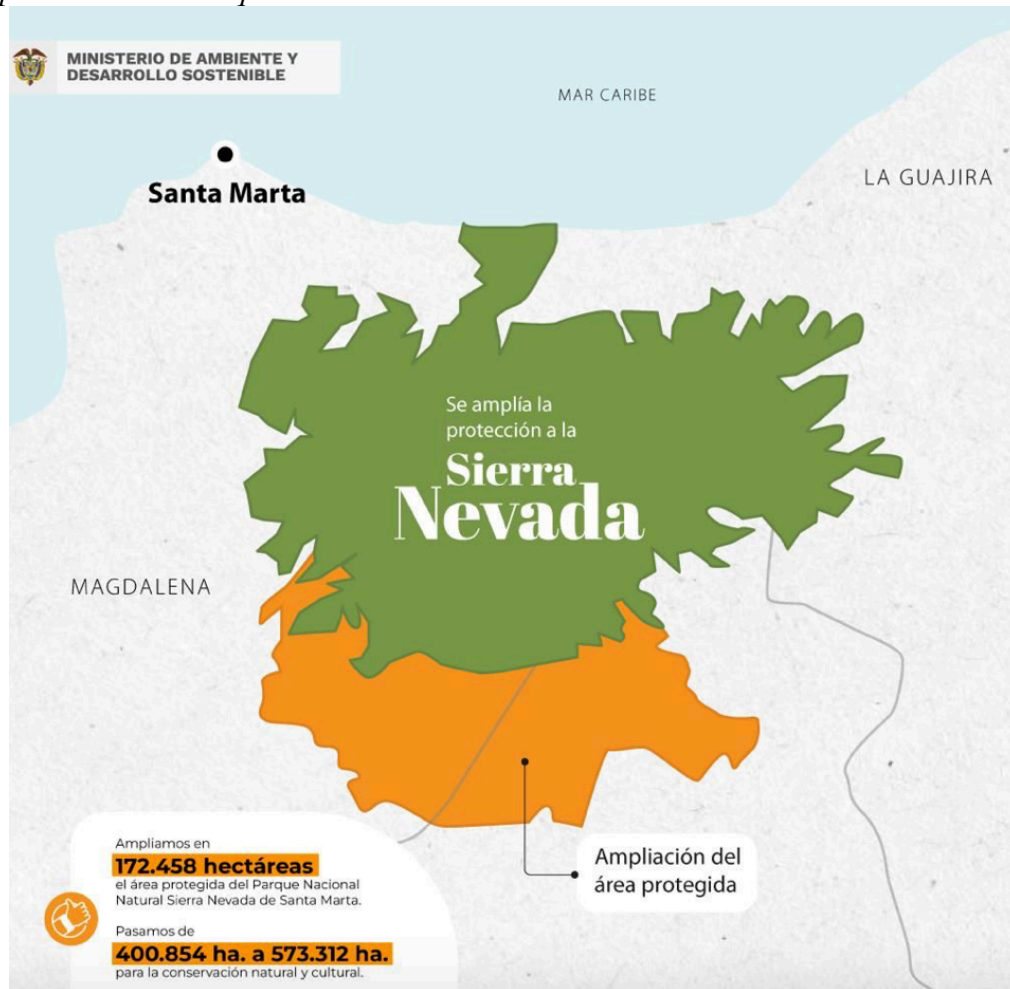 MINISTERIO DE AMBIENTE Y
DESARROLLO SOSTENIBLE
MAR CARIBE
Santa Marta
LA GUAJIRA
Se amplía la
protección a la
Sierra
Nevada
MAGDALENA
Ampliación del
área protegida
Ampliamos en
172.458 hectáreas
el área protegida del Parque Nacional
Natural Sierra Nevada de Santa Marta.
Pasamos de
400.854 ha. a 573.312 ha.
para la conservación natural y cultural.